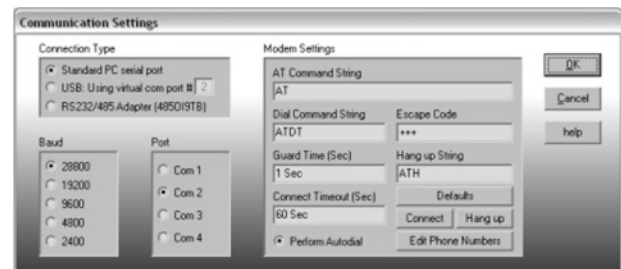 Communication Settings
Connection Type
Standard PC serial port
USB: Using virtual com port # 2
RS232/485 Adapter (485OI9TB)
Baud
28800
19200
9600
4800
2400
Port
Com 1
Com 2
Com 3
Com 4
Modem Settings
AT Command String
AT
Dial Command String
ATDT
Escape Code
+++
Guard Time (Sec)
1 Sec
Hang up String
ATH
Connect Timeout (Sec)
60 Sec
Defaults
Connect
Hang up
Perform Autodial
Edit Phone Numbers
OK
Cancel
help